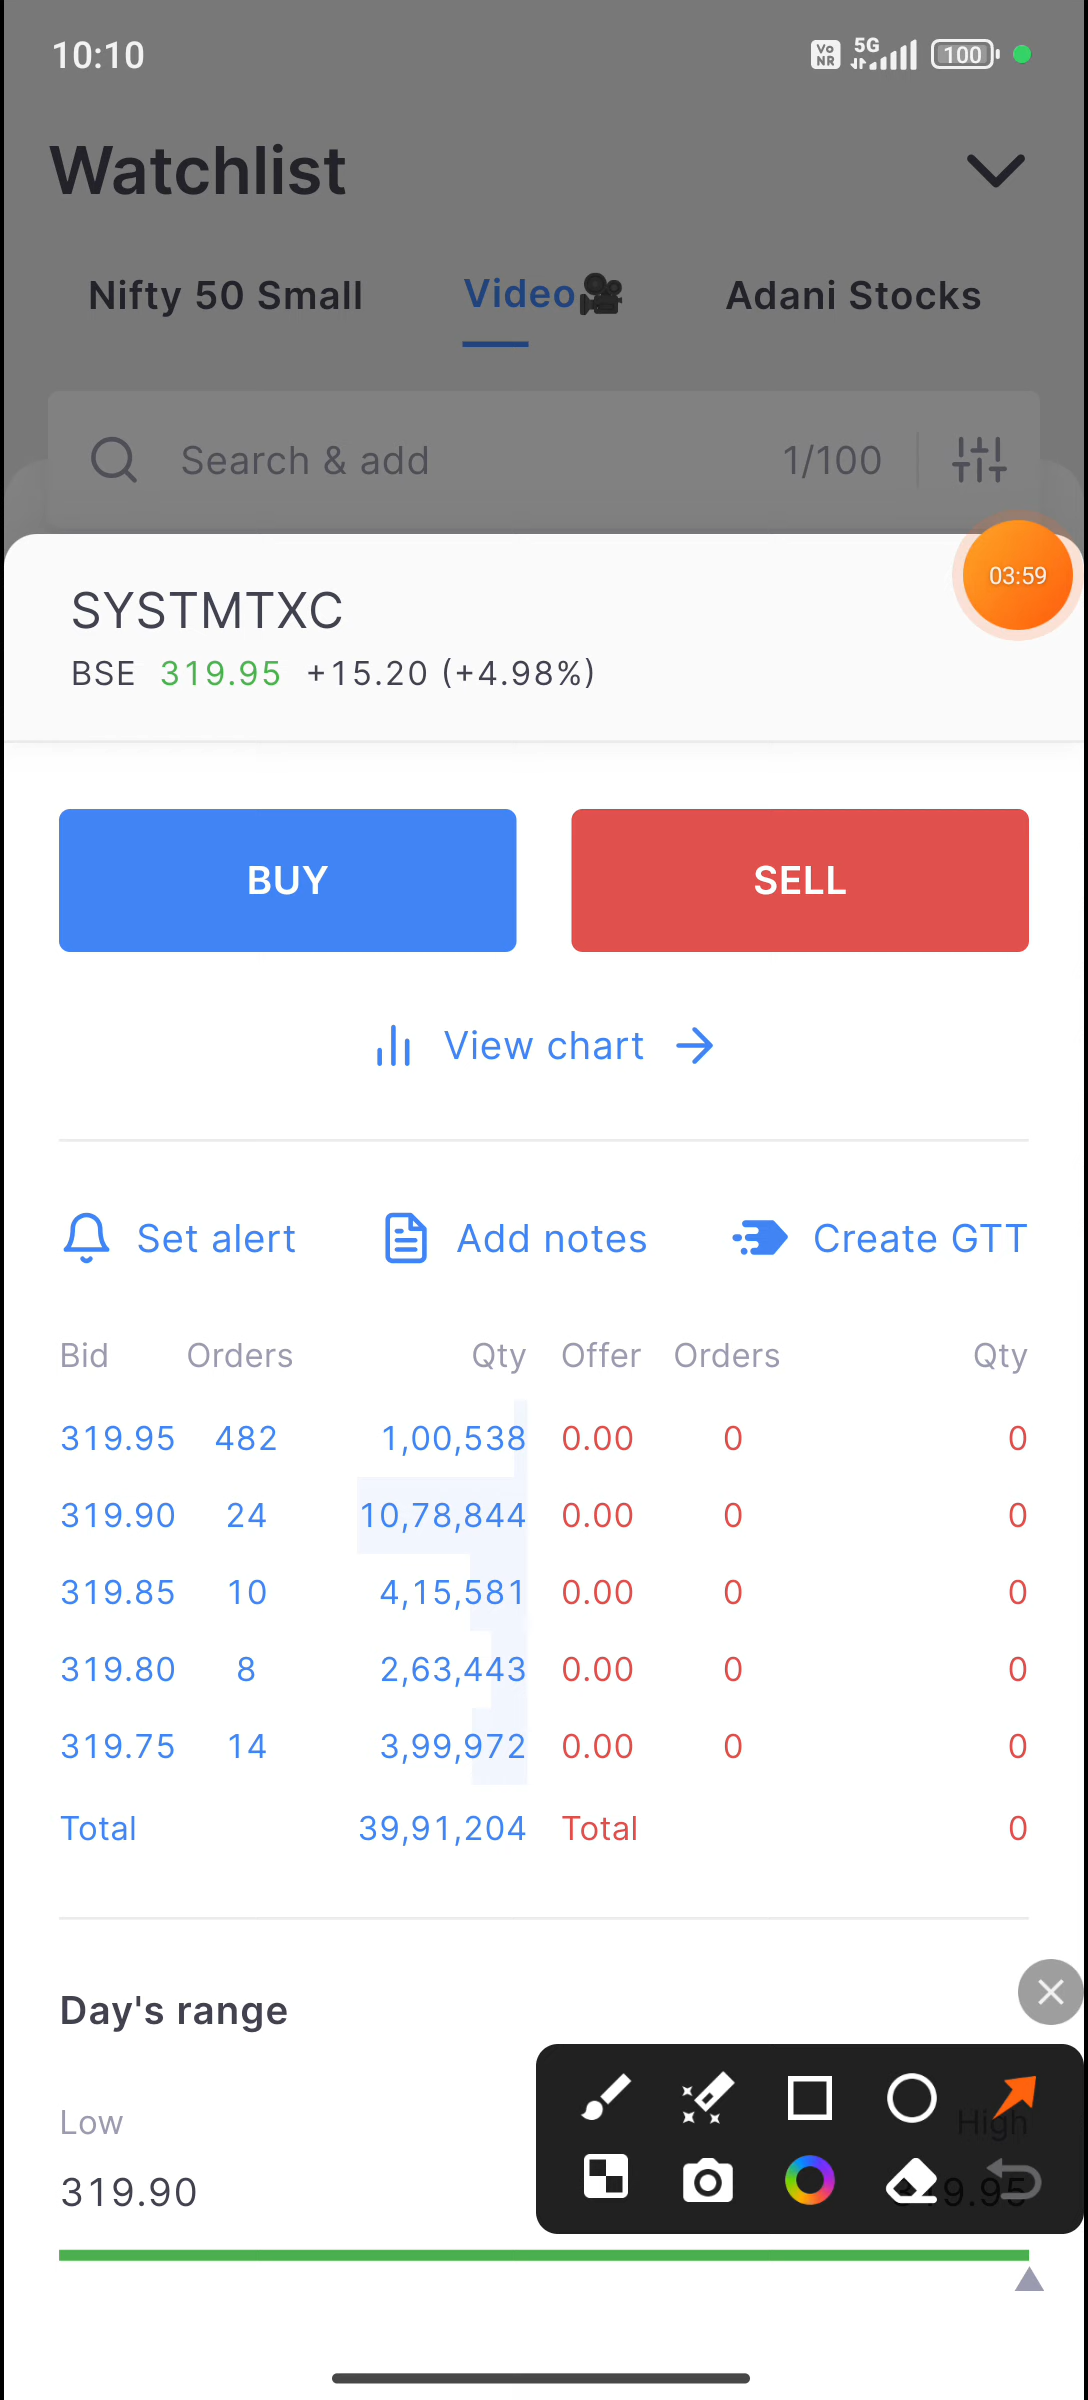 10:10
Vo NR 5G 100
Watchlist
Nifty 50 Small Video Adani Stocks
Search & add 1/100
03:59
SYSTMTXC
BSE 319.95 +15.20 (+4.98%)
BUY SELL
View chart
Set alert Add notes Create GTT
Bid Orders Qty Offer Orders Qty
319.95 482 1,00,538 0.00 0 0
319.90 24 10,78,844 0.00 0 0
319.85 10 4,15,581 0.00 0 0
319.80 8 2,63,443 0.00 0 0
319.75 14 3,99,972 0.00 0 0
Total 39,91,204 Total 0
Day's range
Low High
319.90